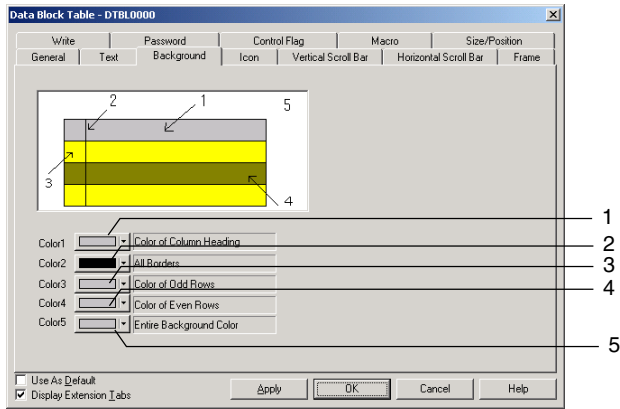 Data Block Table - DTBL0000
Write Password Control Flag Macro Size/Position
General Text Background Icon Vertical Scroll Bar Horizontal Scroll Bar Frame
2 1 5
3 4
Color1 Color of Column Heading 1
Color2 All Borders 2
Color3 Color of Odd Rows 3
Color4 Color of Even Rows 4
Color5 Entire Background Color
5
Use As Default
Display Extension Tabs
Apply OK Cancel Help